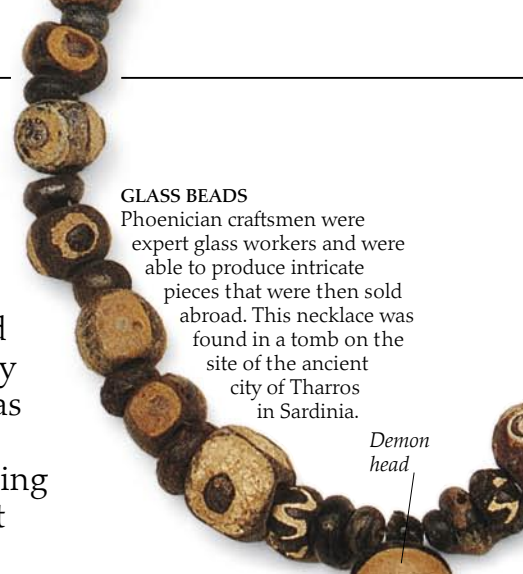 GLASS BEADS
Phoenician craftsmen were
expert glass workers and were
able to produce intricate
pieces that were then sold
abroad. This necklace was
found in a tomb on the
site of the ancient
city of Tharros
in Sardinia.
Demon
head
y
as
ing
t